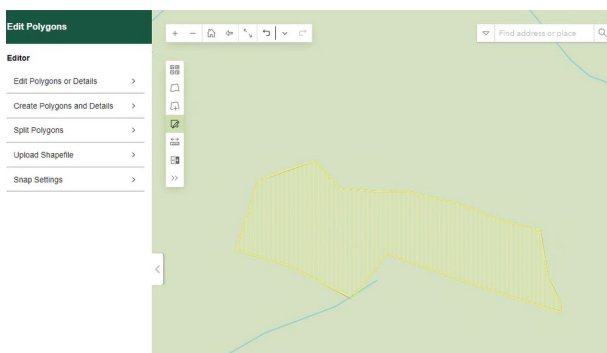 Edit Polygons
Find address or place
Editor
Edit Polygons or Details
Create Polygons and Details
Split Polygons
Upload Shapefile
Snap Settings